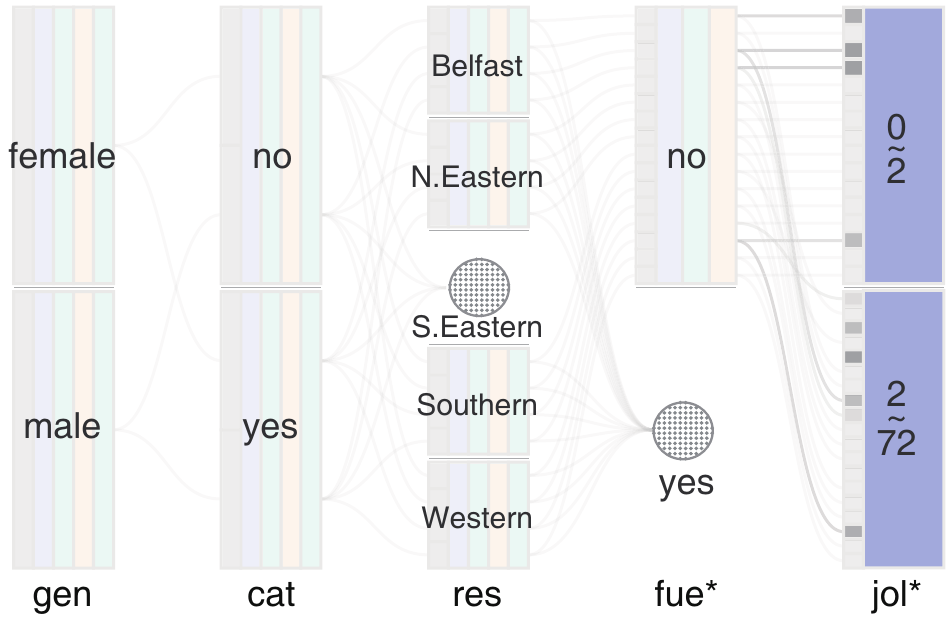 female
no
Belfast
N.Eastern
no
0
~
2
S.Eastern
male
yes
Southern
Western
yes
2
~
72
gen
cat
res
fue*
jol*